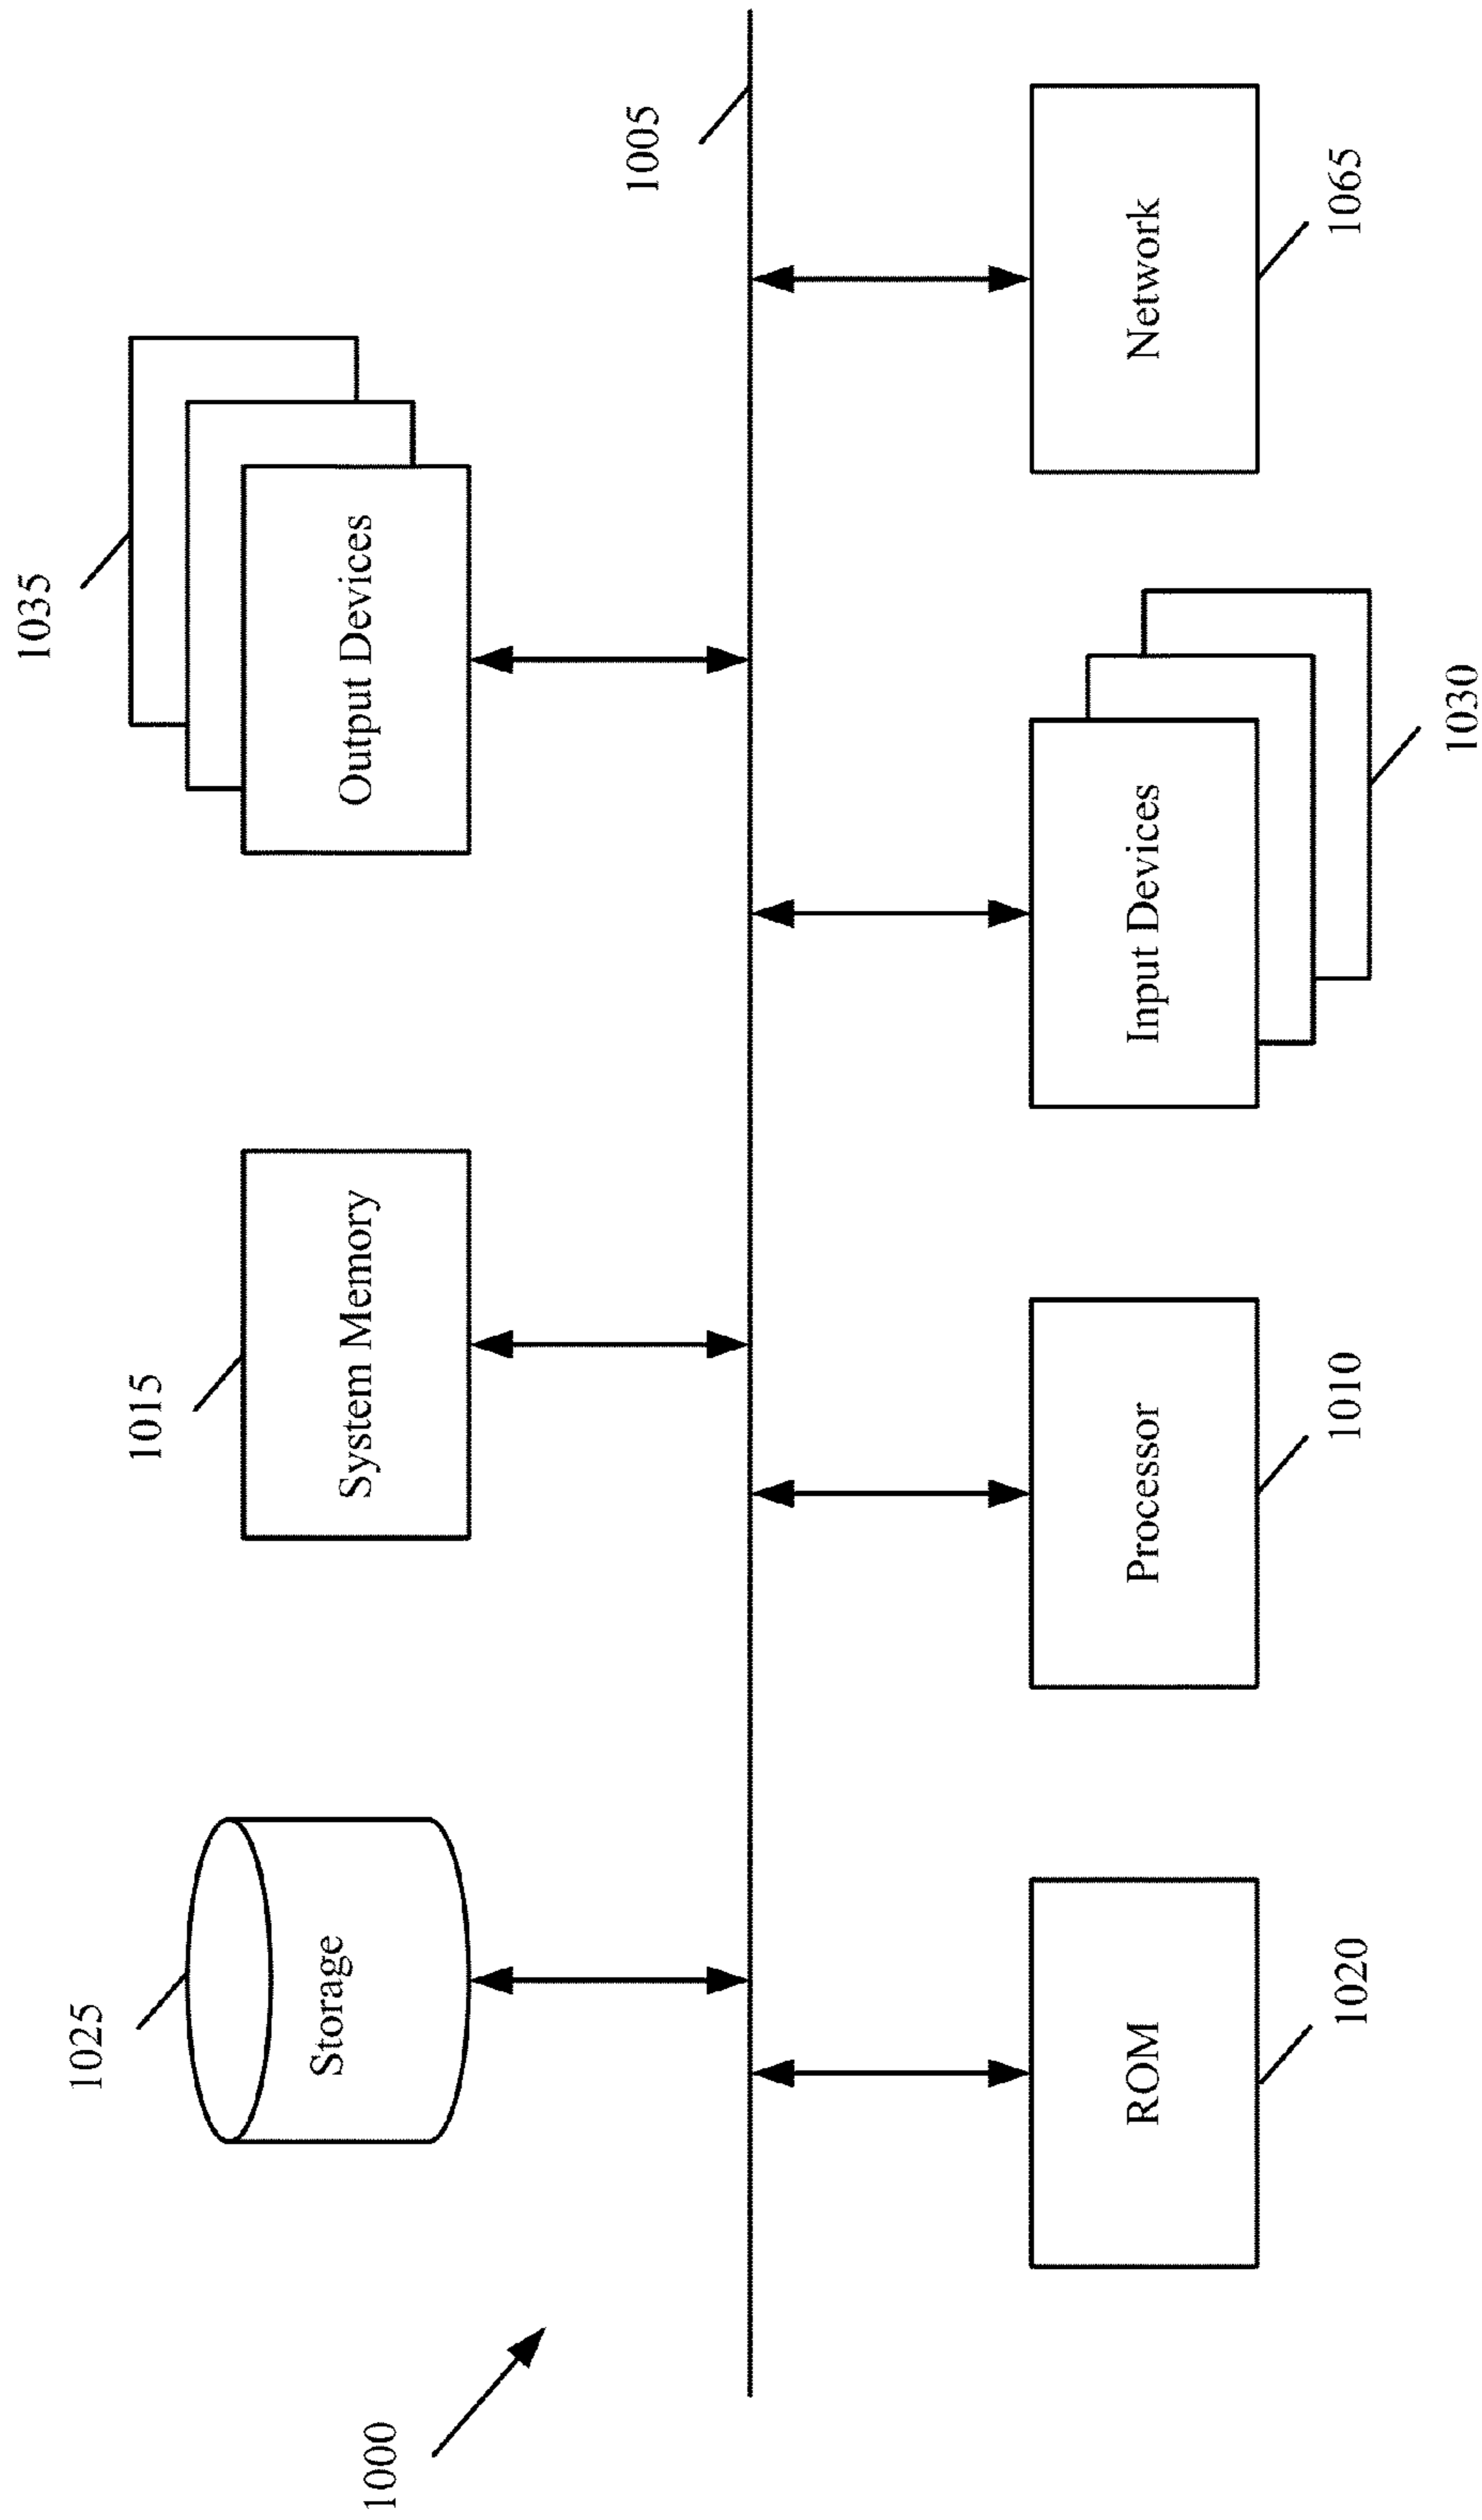 1025
1015
1035
Storage
System Memory
Output Devices
1000
1005
ROM
Processor
Input Devices
Network
1020
1010
1065
1030